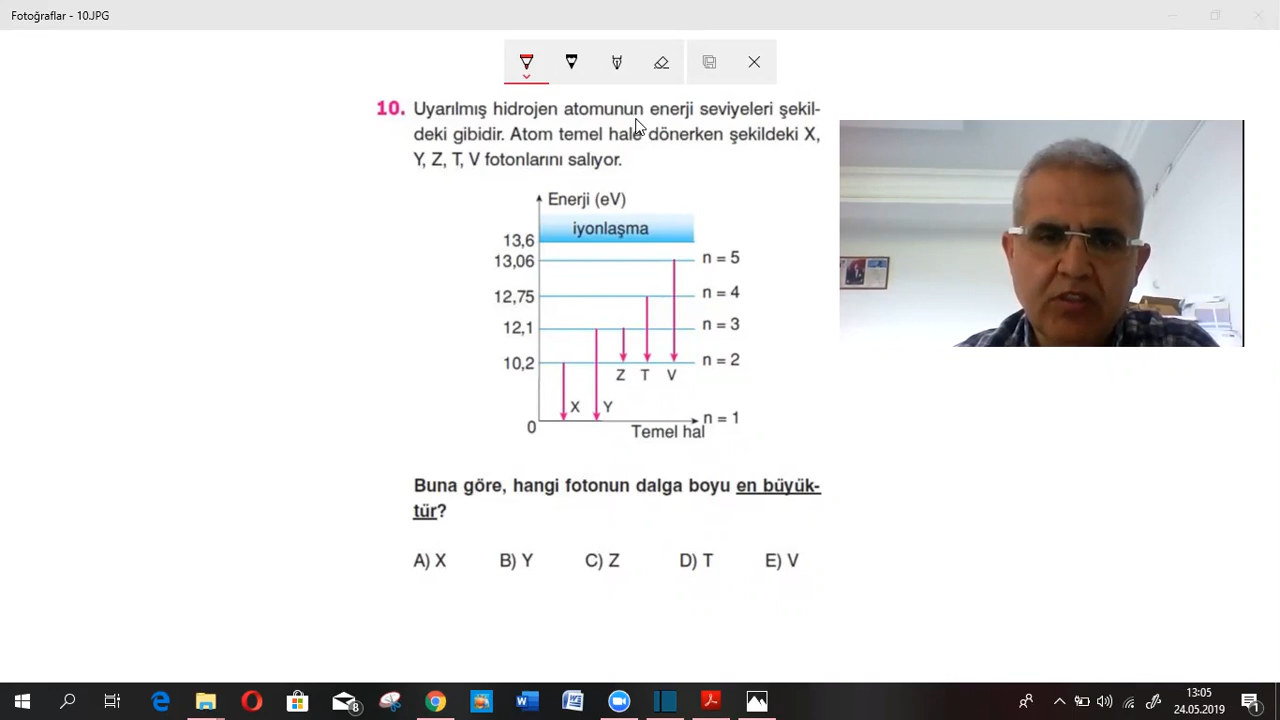 Fotoğraflar - 10.JPG
10. Uyarılmış hidrojen atomunun enerji seviyeleri şekil-
deki gibidir. Atom temel hale dönerken şekildeki X,
Y, Z, T, V fotonlarını salıyor.
Enerji (eV)
iyonlaşma
13,6
13,06 n = 5
12,75 n = 4
12,1 n = 3
10,2 n = 2
Z T V
X Y
0 n = 1
Temel hal
Buna göre, hangi fotonun dalga boyu en büyük-
tür?
A) X B) Y C) Z D) T E) V
8
13:05
24.05.2019
1